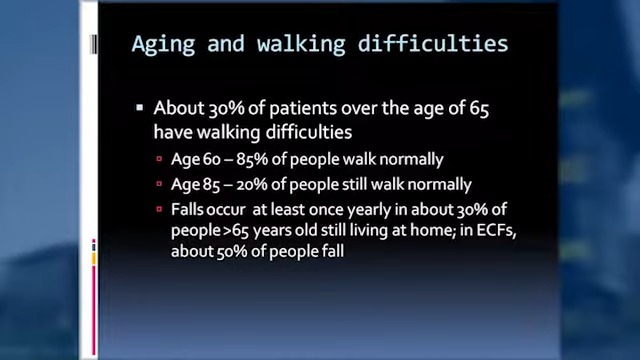 Aging and walking difficulties
▪ About 30% of patients over the age of 65
have walking difficulties
▫ Age 60 – 85% of people walk normally
▫ Age 85 – 20% of people still walk normally
▫ Falls occur at least once yearly in about 30% of
people >65 years old still living at home; in ECFs,
about 50% of people fall